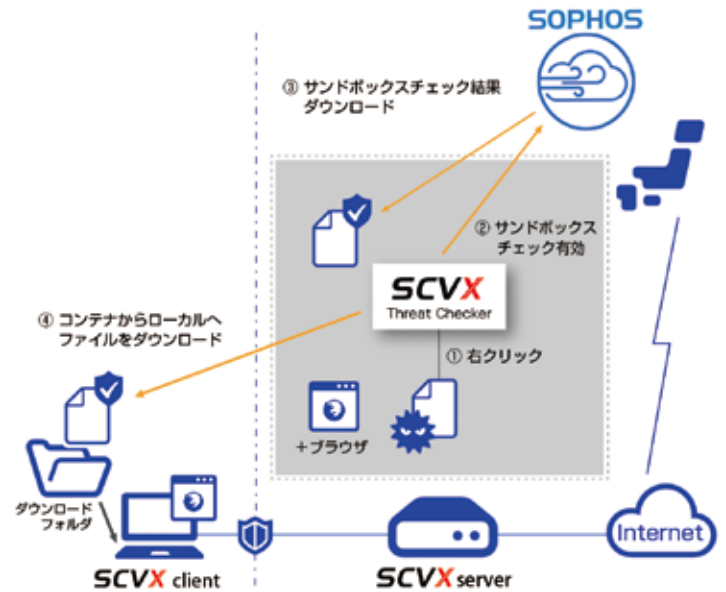 SOPHOS
③ サンドボックスチェック結果
ダウンロード
② サンドボックス
チェック有効
SCVX
Threat Checker
④ コンテナからローカルへ
ファイルをダウンロード
① 右クリック
+ブラウザ
ダウンロード
フォルダ
Internet
SCVX client
SCVX server